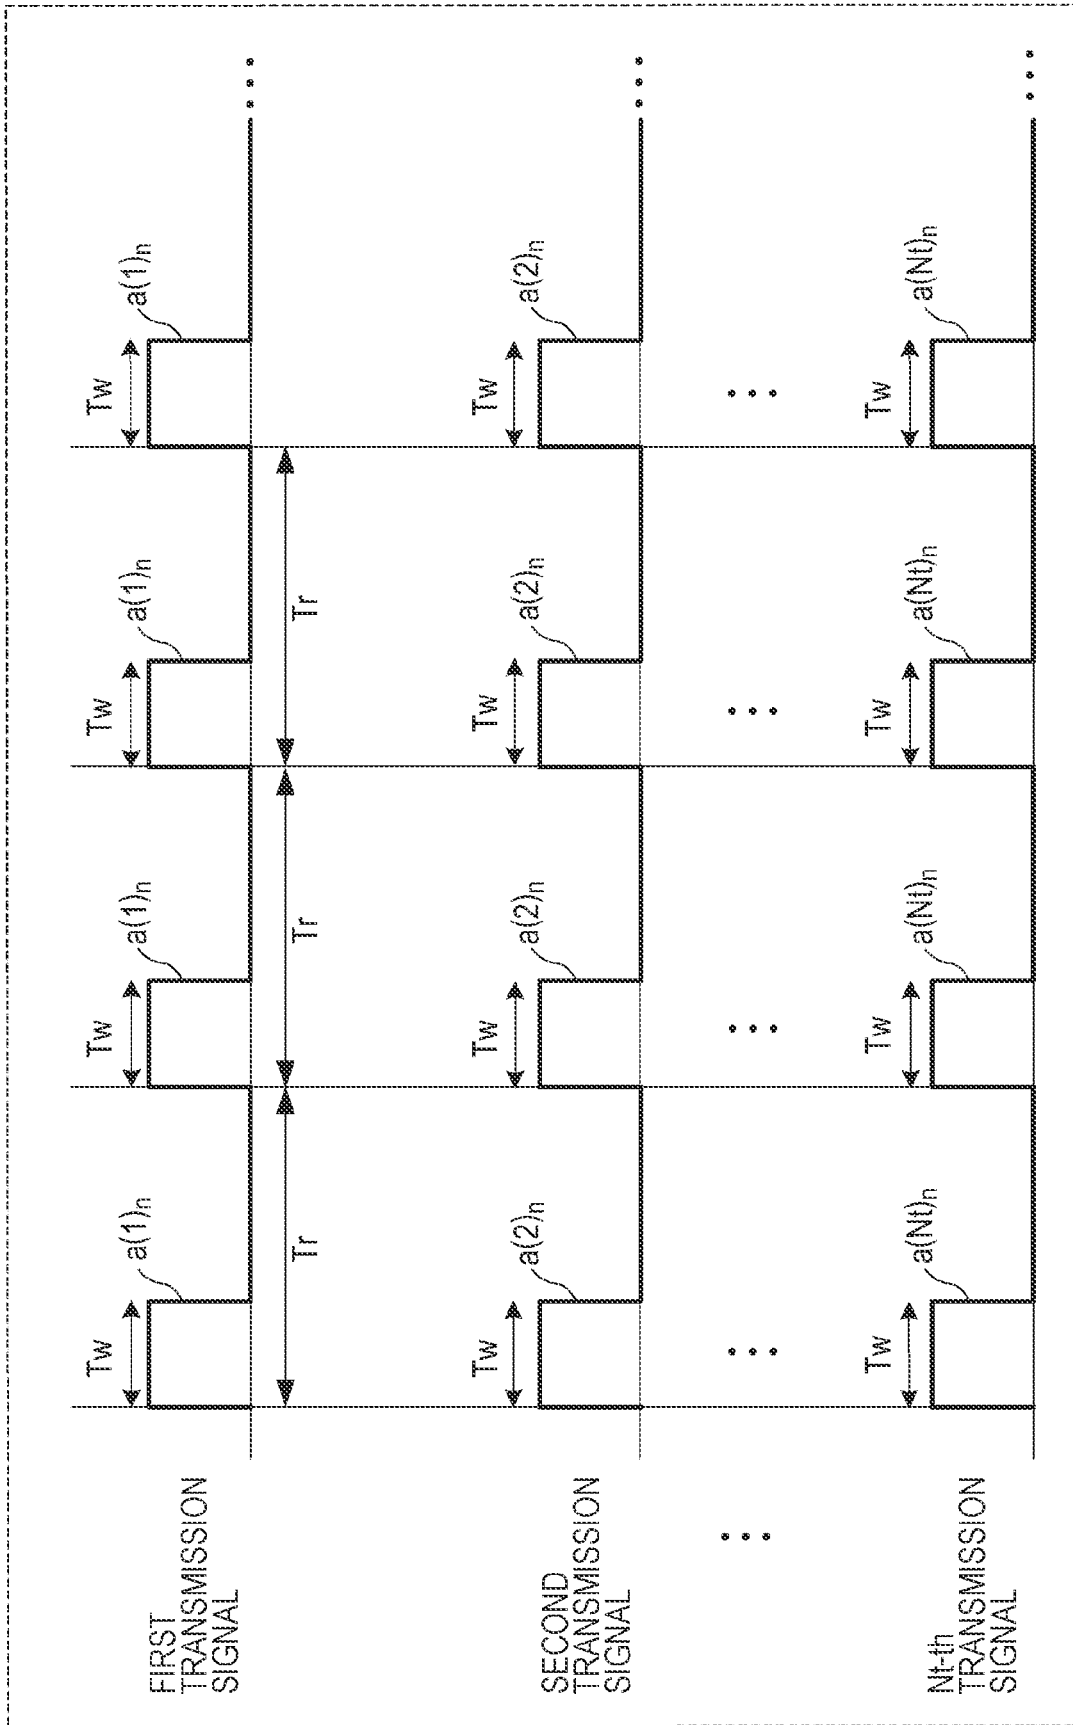 FIRST
TRANSMISSION
SIGNAL
Tw
a(1)n
Tw
a(1)n
Tw
a(1)n
Tw
a(1)n
•••
Tr
Tr
Tr
SECOND
TRANSMISSION
SIGNAL
Tw
a(2)n
Tw
a(2)n
Tw
a(2)n
Tw
a(2)n
•••
•••
•••
•••
•••
•••
Nt-th
TRANSMISSION
SIGNAL
Tw
a(Nt)n
Tw
a(Nt)n
Tw
a(Nt)n
Tw
a(Nt)n
•••